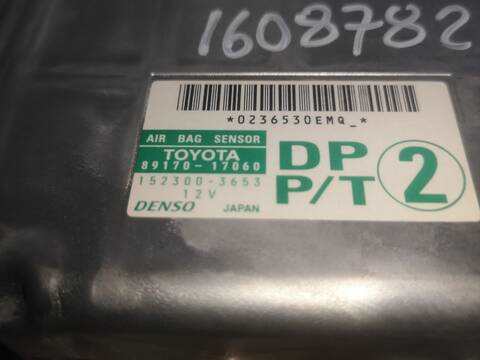 1608782
*0236530EMQ_*
AIR BAG SENSOR
TOYOTA
89170-17060
152300-3653
12V
DENSO JAPAN
DP
P/T 2